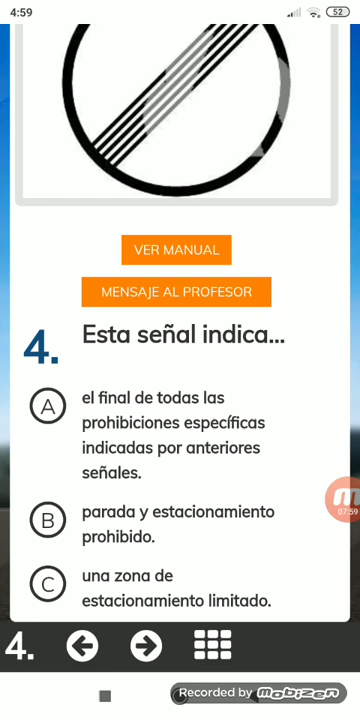 4:59
52
VER MANUAL
MENSAJE AL PROFESOR
4.
Esta señal indica...
A
el final de todas las
prohibiciones específicas
indicadas por anteriores
señales.
B
parada y estacionamiento
prohibido.
C
una zona de
estacionamiento limitado.
m
07:59
4.
Recorded by mobizen